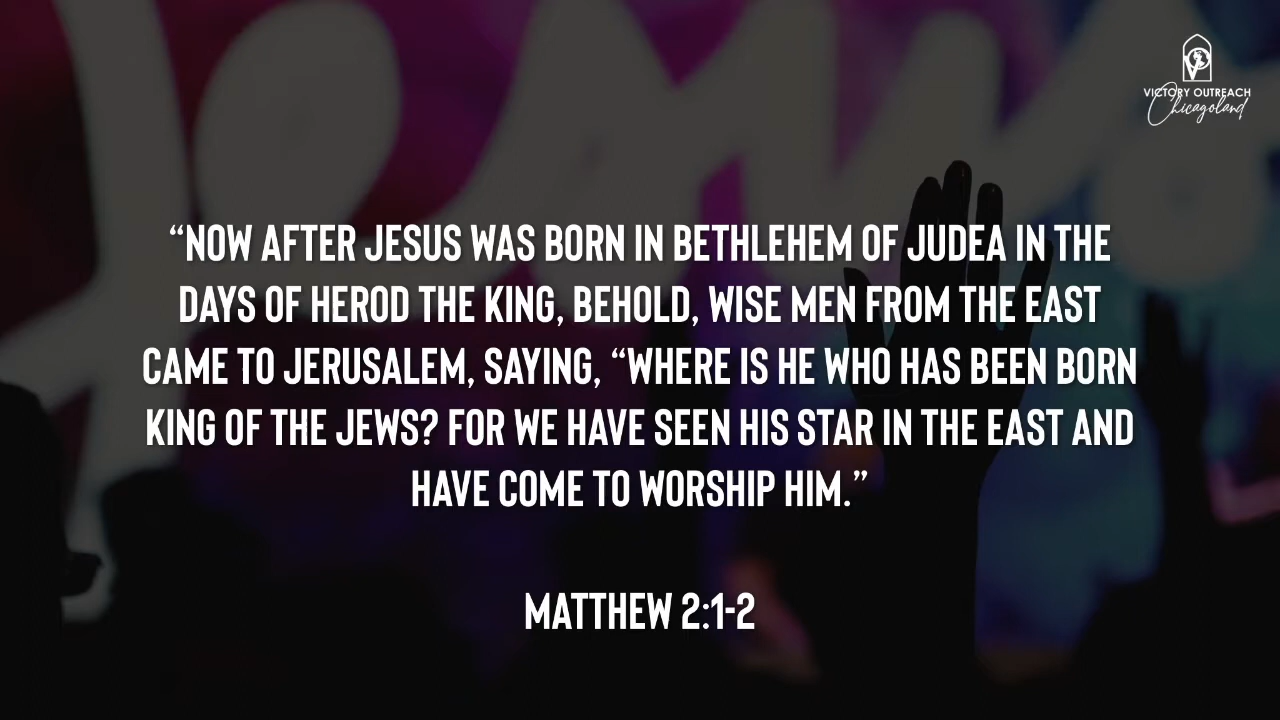 Jesus
VICTORY OUTREACH
Chicagoland
“NOW AFTER JESUS WAS BORN IN BETHLEHEM OF JUDEA IN THE
DAYS OF HEROD THE KING, BEHOLD, WISE MEN FROM THE EAST
CAME TO JERUSALEM, SAYING, “WHERE IS HE WHO HAS BEEN BORN
KING OF THE JEWS? FOR WE HAVE SEEN HIS STAR IN THE EAST AND
HAVE COME TO WORSHIP HIM.”
MATTHEW 2:1-2